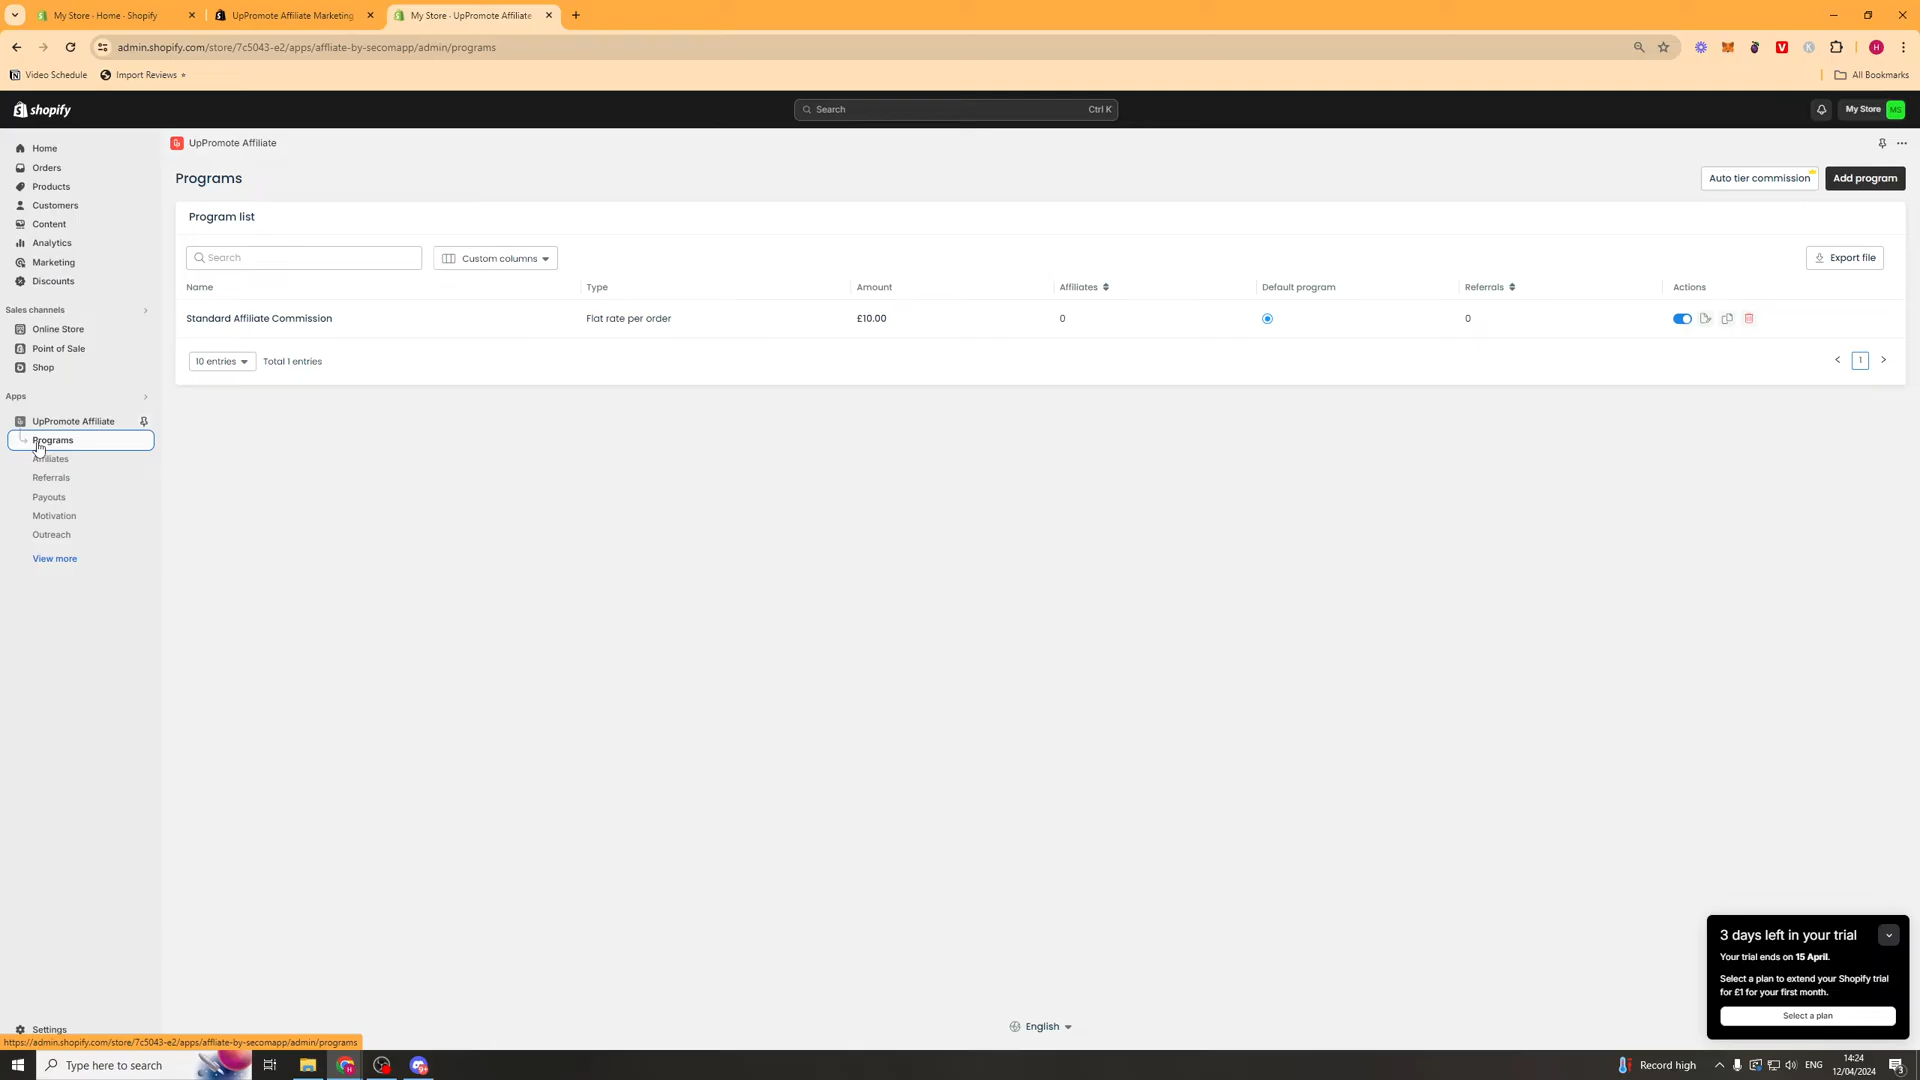 My Store · Home · Shopify
UpPromote Affiliate Marketing
My Store · UpPromote Affiliate
admin.shopify.com/store/7c5043-e2/apps/affliate-by-secomapp/admin/programs
Video Schedule
Import Reviews
All Bookmarks
shopify
Search
Ctrl K
My Store
MS
Home
Orders
Products
Customers
Content
Analytics
Marketing
Discounts
Sales channels
Online Store
Point of Sale
Shop
Apps
UpPromote Affiliate
Programs
Affiliates
Referrals
Payouts
Motivation
Outreach
View more
Settings
UpPromote Affiliate
Programs
Auto tier commission
Add program
Program list
Search
Custom columns
Export file
Name Type Amount Affiliates Default program Referrals Actions
Standard Affiliate Commission Flat rate per order £10.00 0 0
10 entries Total 1 entries
1
3 days left in your trial
Your trial ends on 15 April.
Select a plan to extend your Shopify trial
for £1 for your first month.
Select a plan
English
https://admin.shopify.com/store/7c5043-e2/apps/affliate-by-secomapp/admin/programs
Type here to search
Record high
ENG
14:24
12/04/2024
3